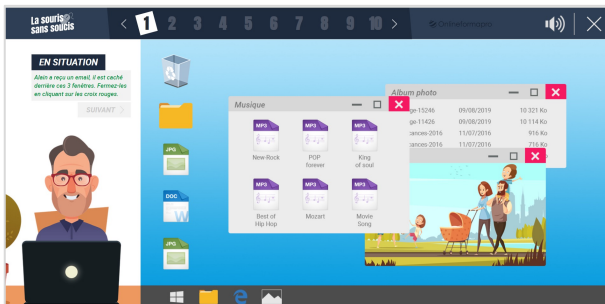 La souris
sans soucis
< 1 2 3 4 5 6 7 8 9 10 >
EN SITUATION
Alain a reçu un email, il est caché
derrière ces 3 fenêtres. Fermez-les
en cliquant sur les croix rouges.
SUIVANT >
JPG
DOC
W
JPG
Musique
MP3 MP3 MP3
New-Rock POP King
forever of soul
MP3 MP3 MP3
Best of Mozart Movie
Hip Hop Song
Album photo
ge-15246 09/08/2019 10 321 Ko
ge-11426 09/08/2019 10 114 Ko
cances-2016 11/07/2016 916 Ko
cances-2016 11/07/2016 716 Ko